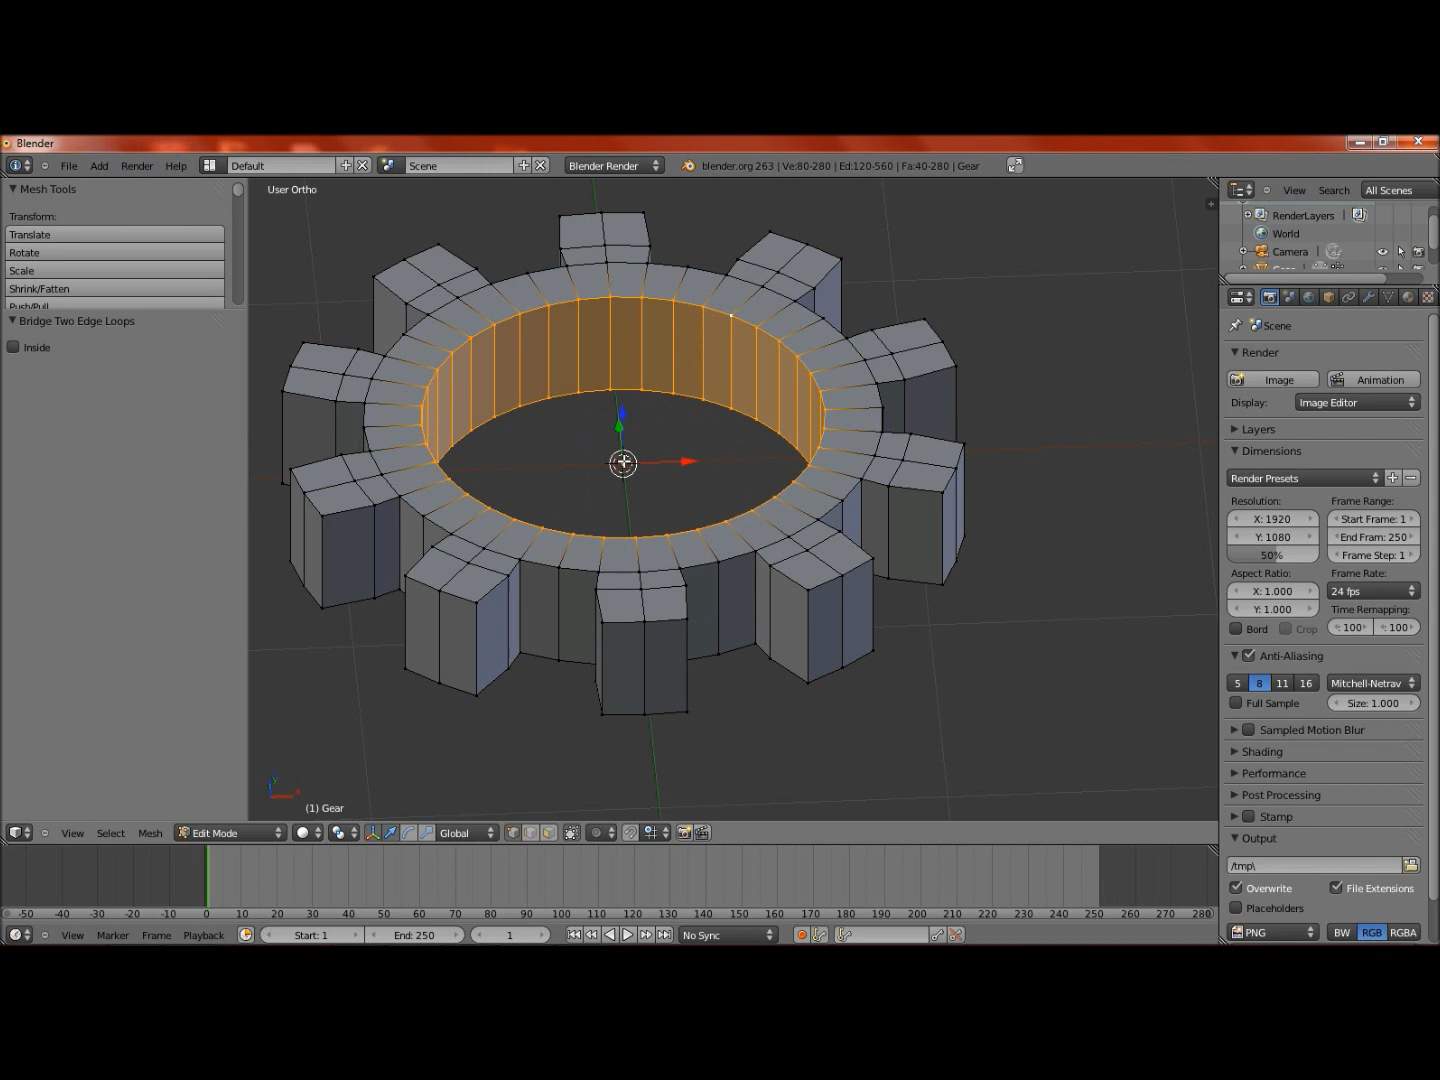 Blender
File Add Render Help Default Scene Blender Render blender.org 263 | Ve:80-280 | Ed:120-560 | Fa:40-280 | Gear
Mesh Tools
Transform:
Translate
Rotate
Scale
Shrink/Fatten
Push/Pull
Bridge Two Edge Loops
Inside
User Ortho
y
x
(1) Gear
View Search All Scenes
RenderLayers
World
Camera
Scene
Render
Image Animation
Display: Image Editor
Layers
Dimensions
Render Presets
Resolution: Frame Range:
X: 1920 Start Frame: 1
Y: 1080 End Fram: 250
50% Frame Step: 1
Aspect Ratio: Frame Rate:
X: 1.000 24 fps
Y: 1.000 Time Remapping:
Bord Crop : 100 : 100
Anti-Aliasing
5 8 11 16 Mitchell-Netrav
Full Sample Size: 1.000
Sampled Motion Blur
Shading
Performance
Post Processing
Stamp
Output
/tmp\
Overwrite File Extensions
Placeholders
PNG BW RGB RGBA
View Select Mesh Edit Mode Global
-50 -40 -30 -20 -10 0 10 20 30 40 50 60 70 80 90 100 110 120 130 140 150 160 170 180 190 200 210 220 230 240 250 260 270 280
View Marker Frame Playback Start: 1 End: 250 1 No Sync